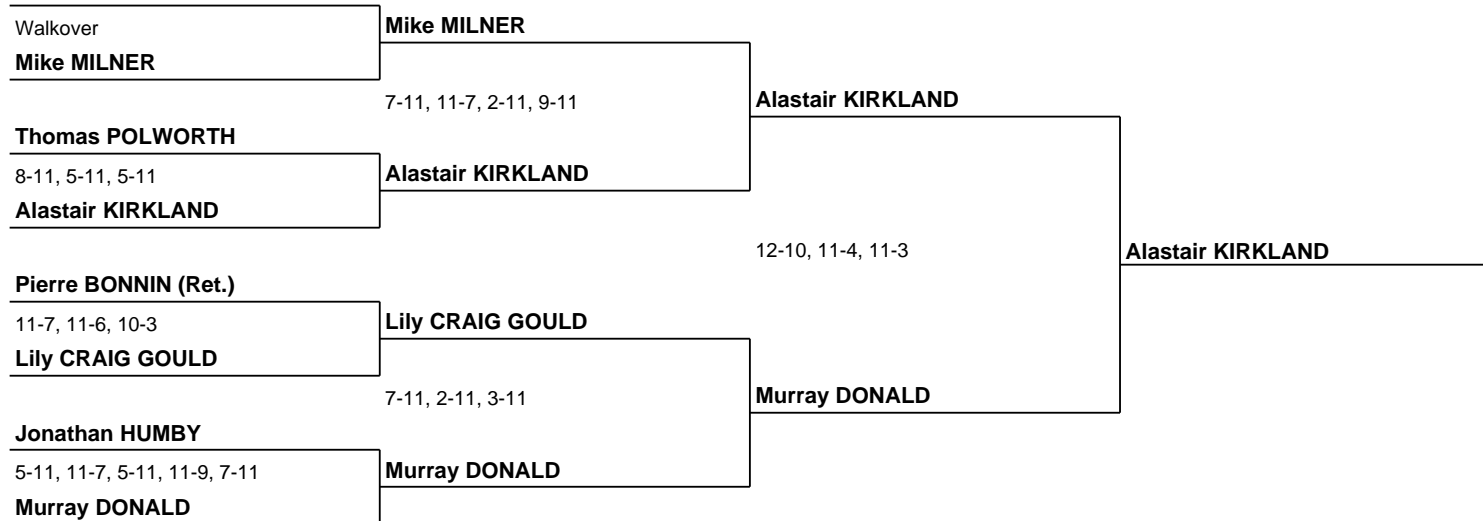 Walkover
Mike MILNER
Mike MILNER
7-11, 11-7, 2-11, 9-11
Alastair KIRKLAND
Thomas POLWORTH
8-11, 5-11, 5-11
Alastair KIRKLAND
Alastair KIRKLAND
12-10, 11-4, 11-3
Alastair KIRKLAND
Pierre BONNIN (Ret.)
11-7, 11-6, 10-3
Lily CRAIG GOULD
Lily CRAIG GOULD
7-11, 2-11, 3-11
Murray DONALD
Jonathan HUMBY
5-11, 11-7, 5-11, 11-9, 7-11
Murray DONALD
Murray DONALD